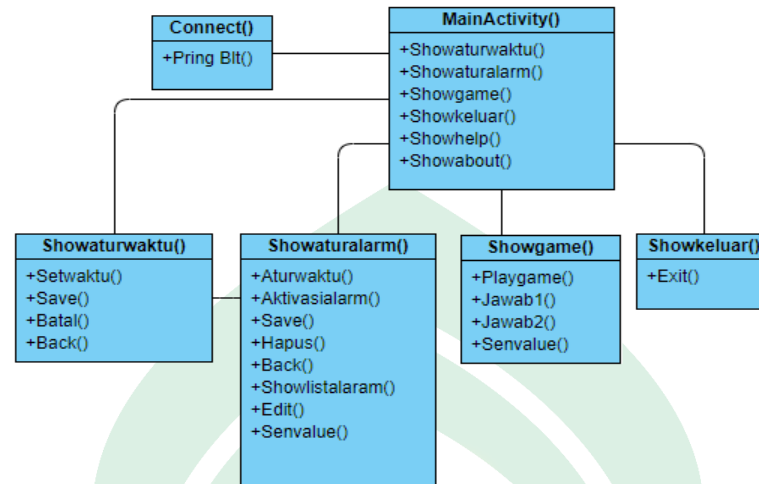 Connect()
+Pring Blt()
MainActivity()
+Showaturwaktu()
+Showaturalarm()
+Showgame()
+Showkeluar()
+Showhelp()
+Showabout()
Showaturwaktu()
+Setwaktu()
+Save()
+Batal()
+Back()
Showaturalarm()
+Aturwaktu()
+Aktivasialarm()
+Save()
+Hapus()
+Back()
+Showlistalaram()
+Edit()
+Senvalue()
Showgame()
+Playgame()
+Jawab1()
+Jawab2()
+Senvalue()
Showkeluar()
+Exit()